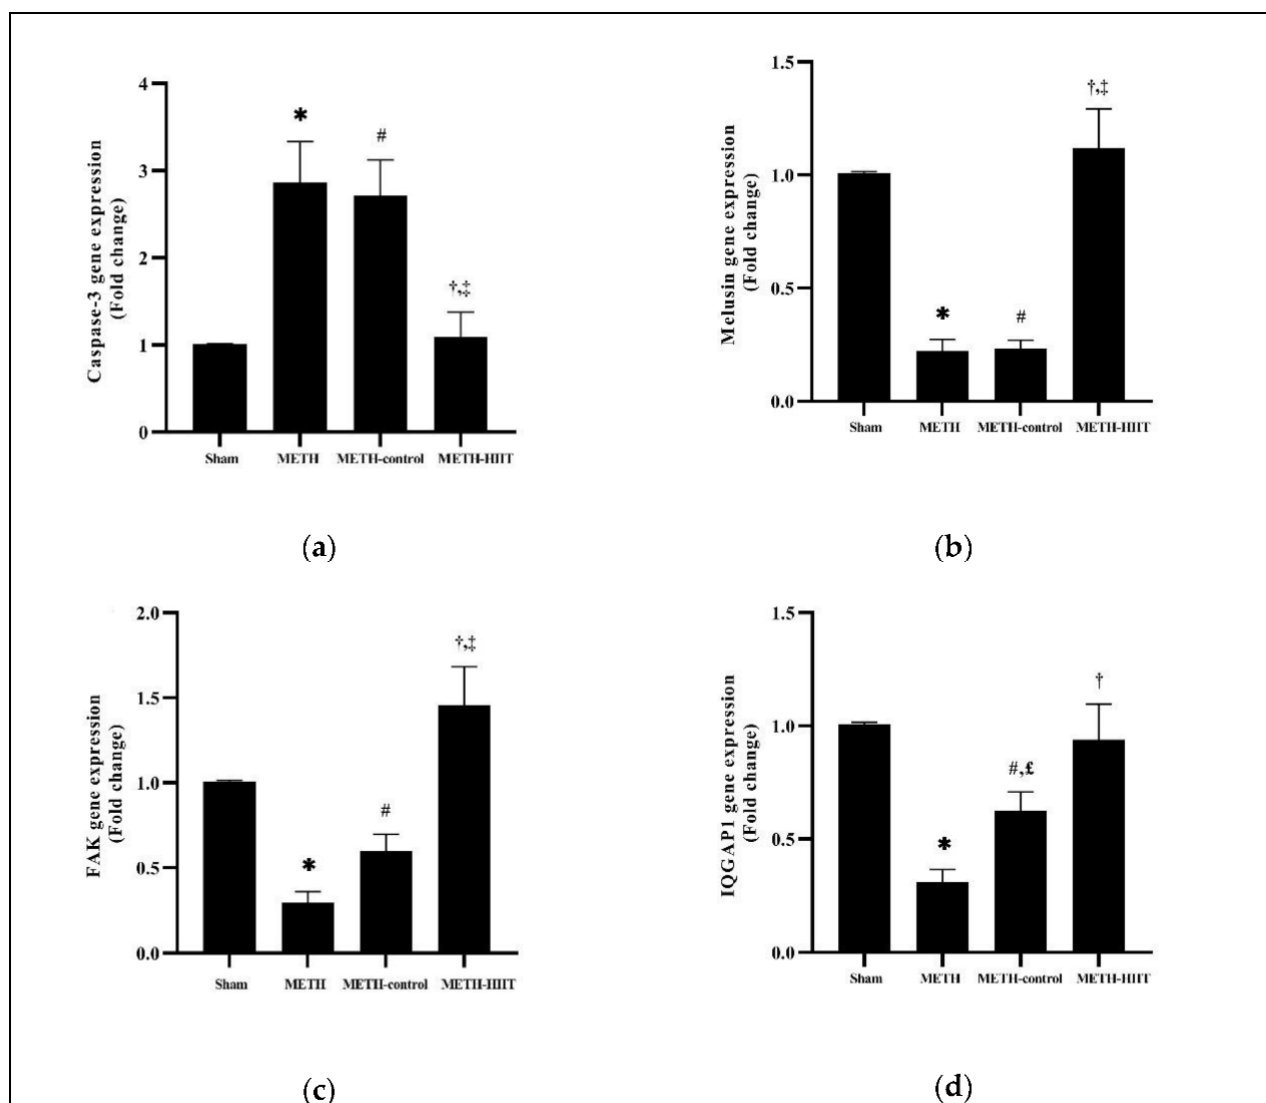 Caspase-3 gene expression
(Fold change)
4
3
2
1
0
*
#
†,‡
Sham
METH
METH-control
METH-HIIT
(a)
Melusin gene expression
(Fold change)
1.5
1.0
0.5
0.0
*
#
†,‡
Sham
METH
METH-control
METH-HIIT
(b)
FAK gene expression
(Fold change)
2.0
1.5
1.0
0.5
0.0
*
#
†,‡
Sham
METH
METH-control
METH-HIIT
(c)
IQGAP1 gene expression
(Fold change)
1.5
1.0
0.5
0.0
*
#,£
†
Sham
METH
METH-control
METH-HIIT
(d)